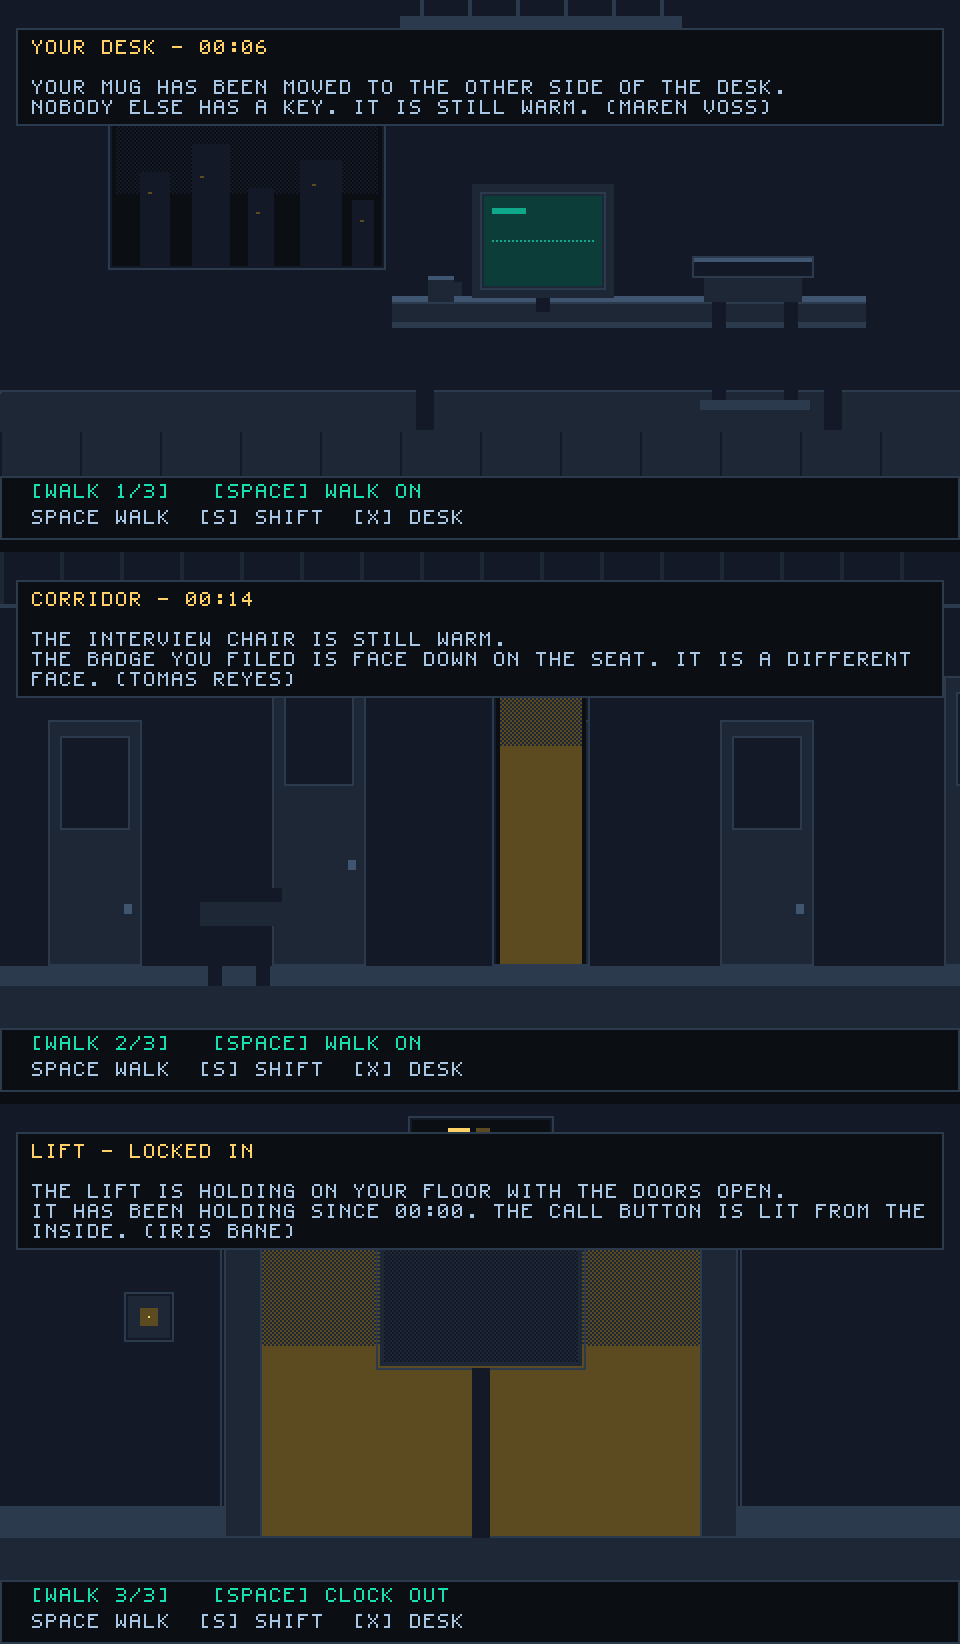 YOUR DESK - 00:06
YOUR MUG HAS BEEN MOVED TO THE OTHER SIDE OF THE DESK.
NOBODY ELSE HAS A KEY. IT IS STILL WARM. (MAREN VOSS)
[WALK 1/3] [SPACE] WALK ON
SPACE WALK [S] SHIFT [X] DESK
CORRIDOR - 00:14
THE INTERVIEW CHAIR IS STILL WARM.
THE BADGE YOU FILED IS FACE DOWN ON THE SEAT. IT IS A DIFFERENT
FACE. (TOMAS REYES)
[WALK 2/3] [SPACE] WALK ON
SPACE WALK [S] SHIFT [X] DESK
LIFT - LOCKED IN
THE LIFT IS HOLDING ON YOUR FLOOR WITH THE DOORS OPEN.
IT HAS BEEN HOLDING SINCE 00:00. THE CALL BUTTON IS LIT FROM THE
INSIDE. (IRIS BANE)
[WALK 3/3] [SPACE] CLOCK OUT
SPACE WALK [S] SHIFT [X] DESK